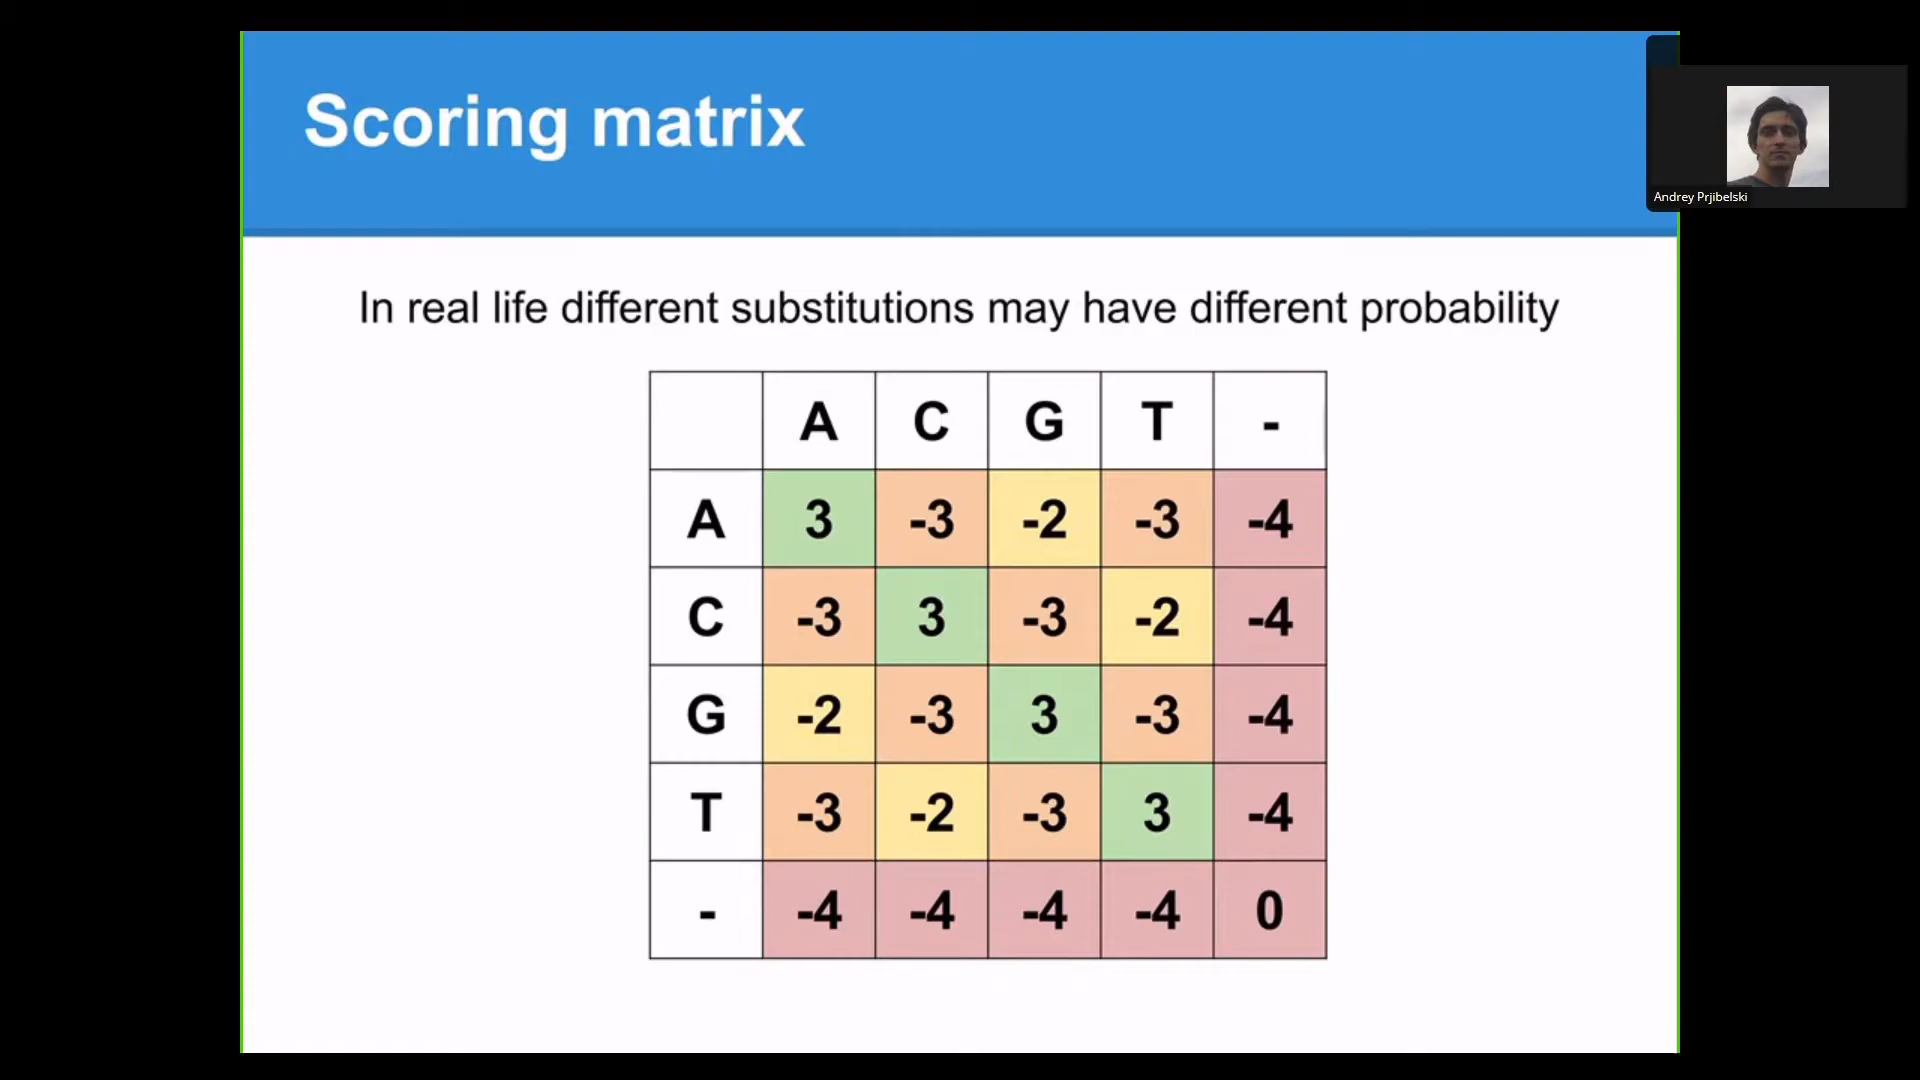 Scoring matrix
Andrey Prjibelski
In real life different substitutions may have different probability
A C G T -
A 3 -3 -2 -3 -4
C -3 3 -3 -2 -4
G -2 -3 3 -3 -4
T -3 -2 -3 3 -4
- -4 -4 -4 -4 0